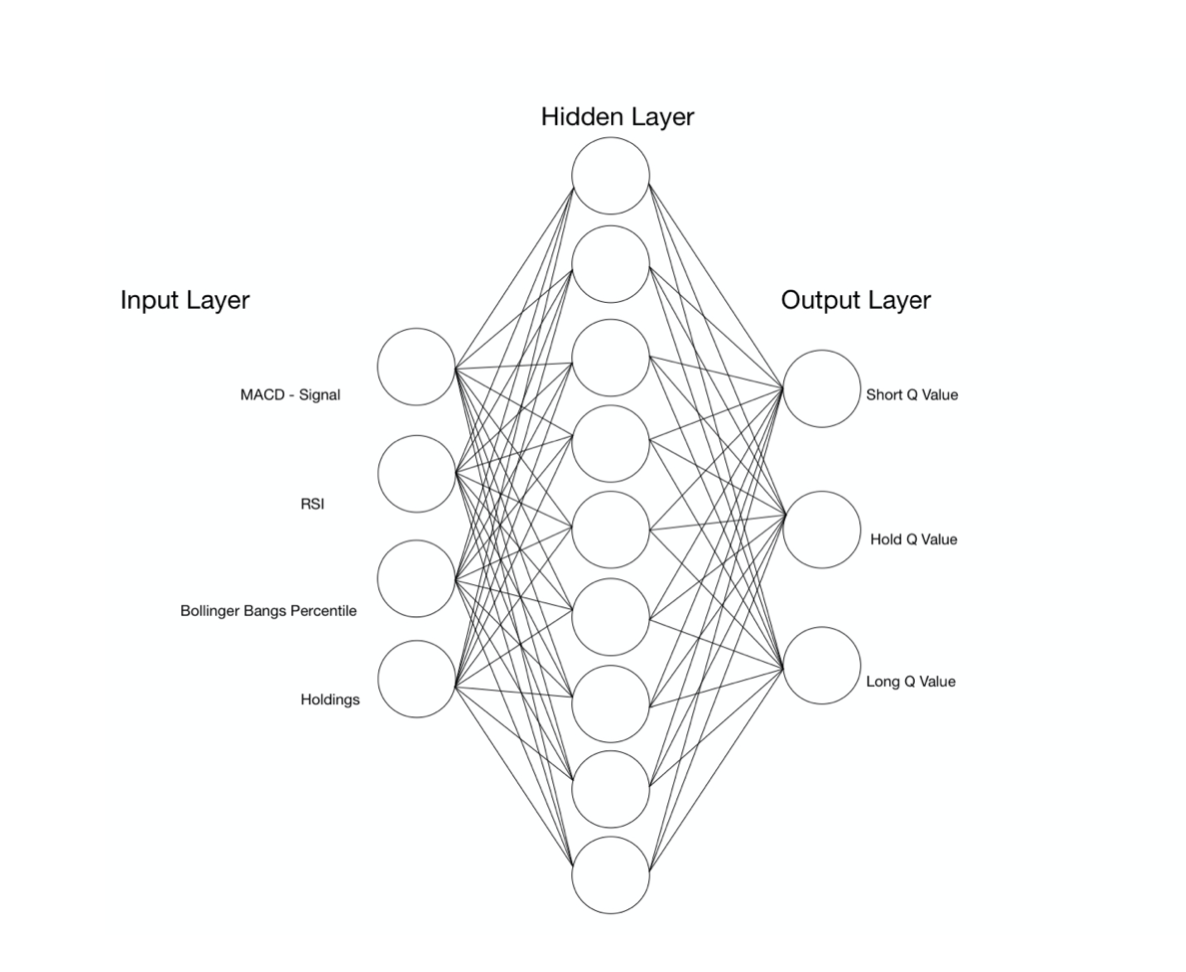 Hidden Layer
Input Layer
Output Layer
MACD - Signal
Short Q Value
RSI
Hold Q Value
Bollinger Bangs Percentile
Long Q Value
Holdings